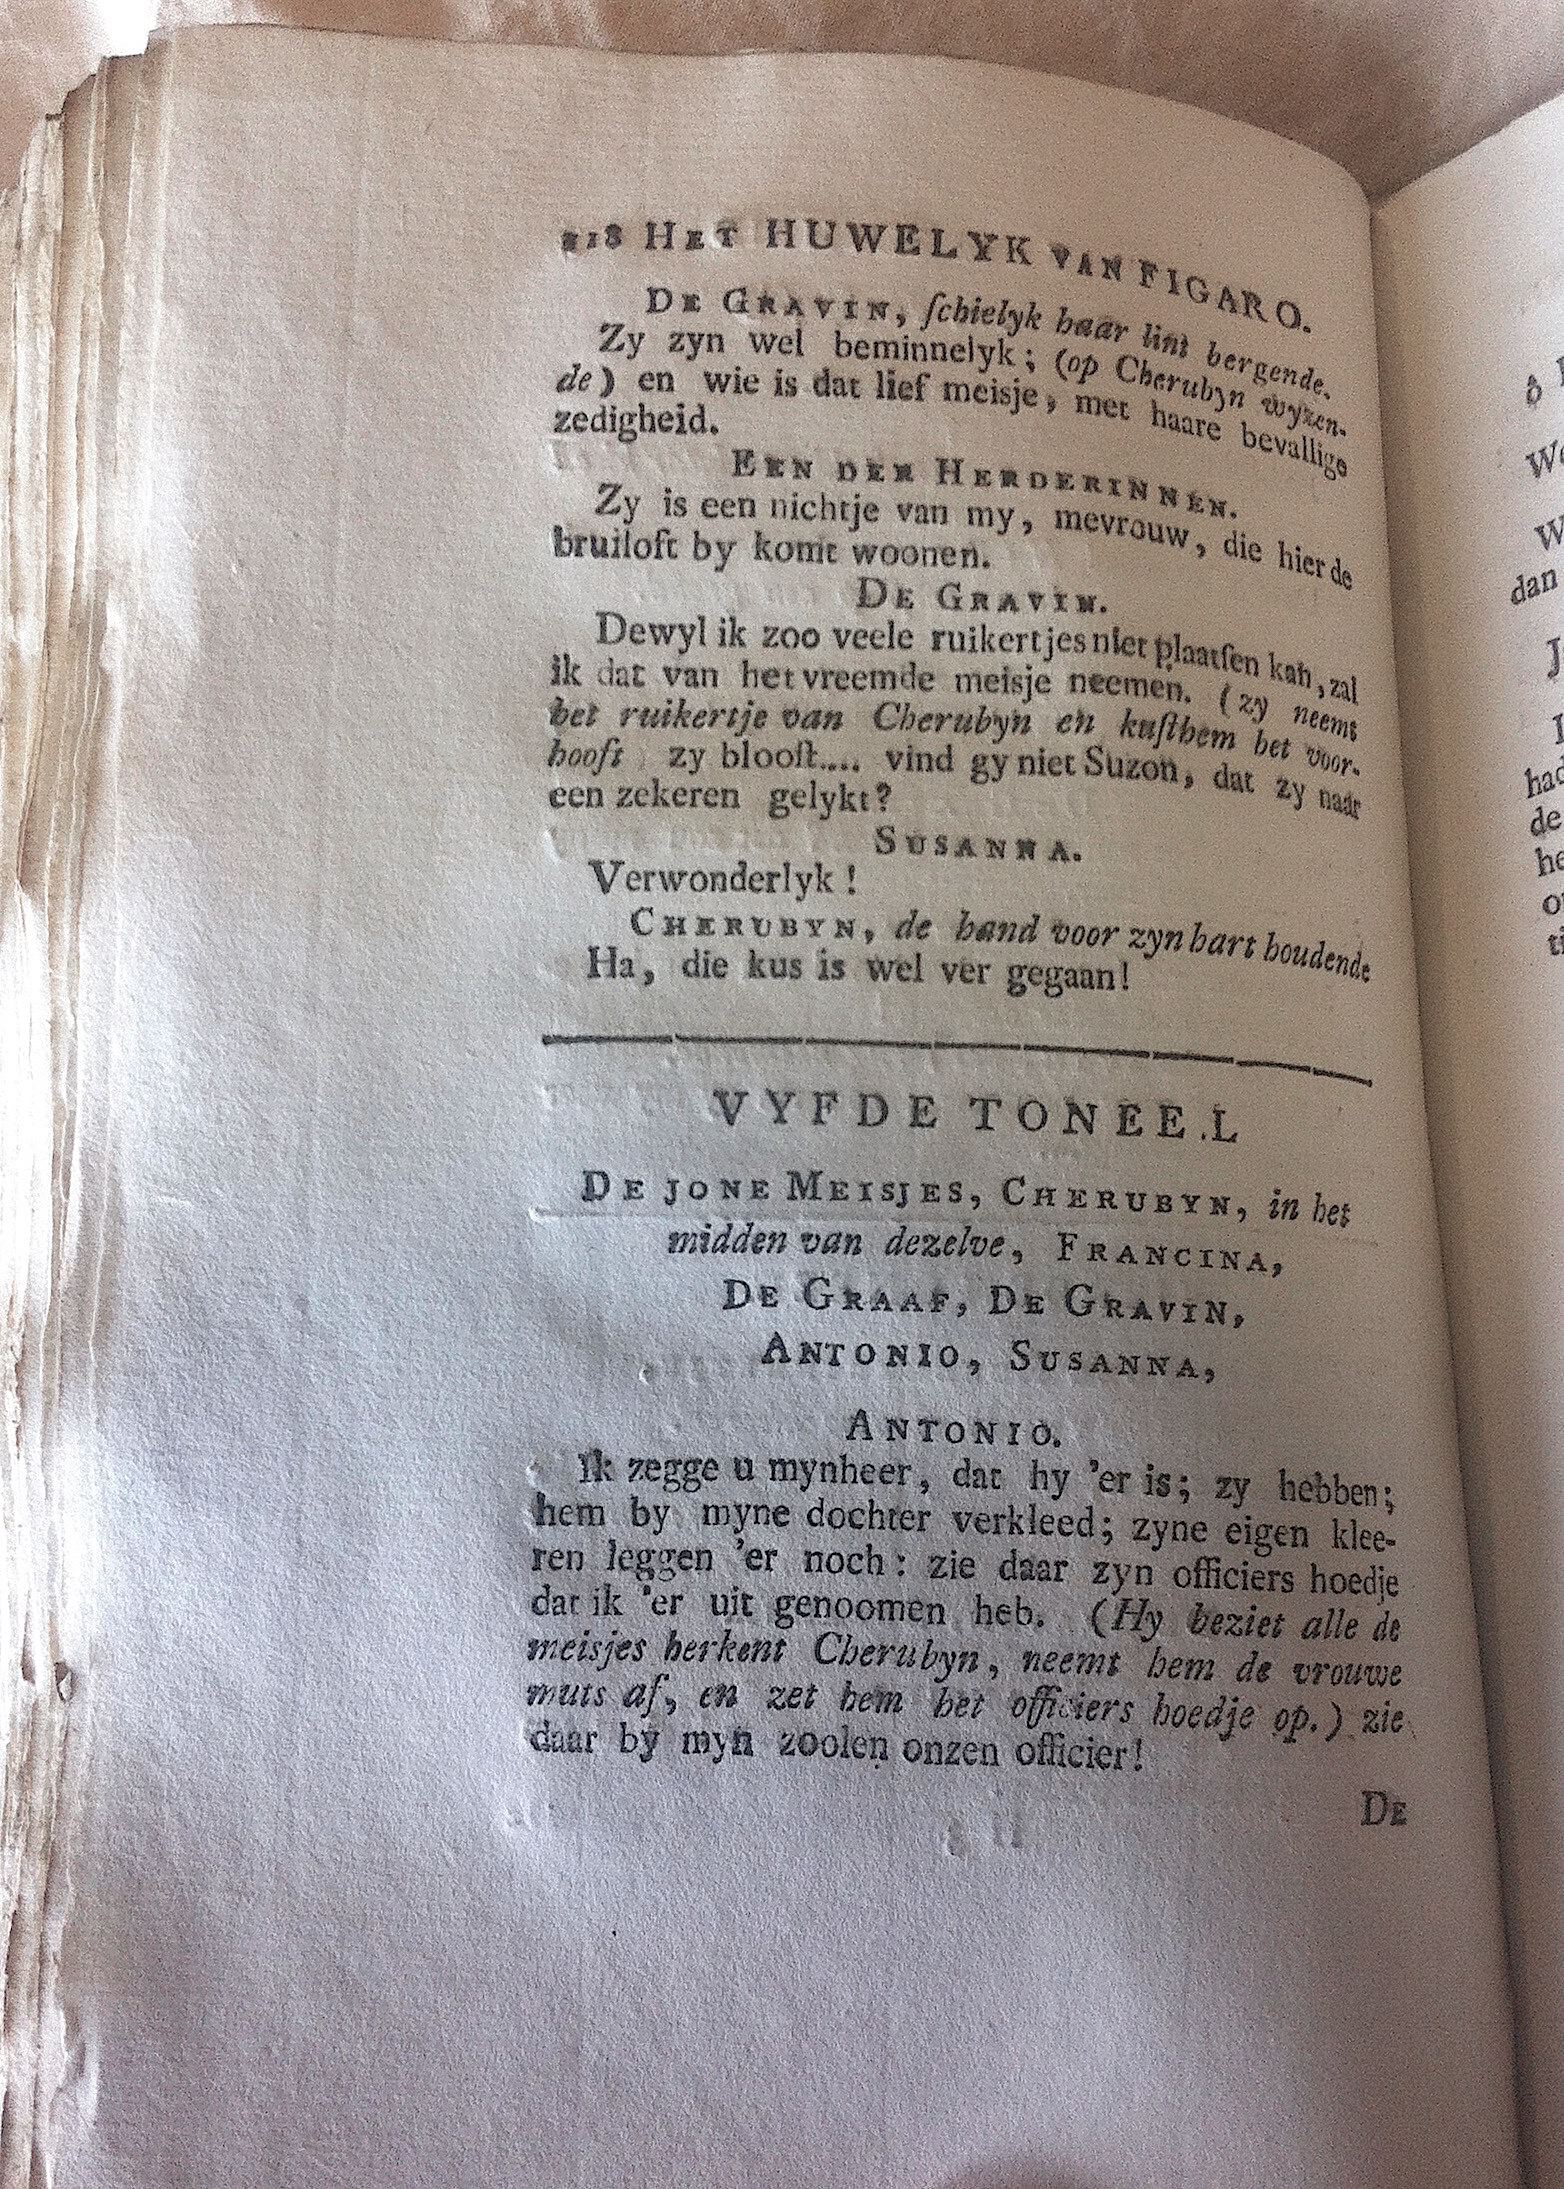 218 HET HUWELYK VAN FIGARO.
DE GRAVIN, ſchielyk haar lint bergende.
Zy zyn wel beminnelyk; (op Cherubyn wyzen-
de) en wie is dat lief meisje, met haare bevallige
zedigheid.
EEN DER HERDERINNEN.
Zy is een nichtje van my, mevrouw, die hier de
bruiloft by komt woonen.
DE GRAVIN.
Dewyl ik zoo veele ruikertjes niet plaatſen kan, zal
ik dat van het vreemde meisje neemen. (zy neemt
het ruikertje van Cherubyn en kuſt hem het voor-
hooft zy blooſt.... vind gy niet Suzon, dat zy naar
een zekeren gelykt?
SUSANNA.
Verwonderlyk!
CHERUBYN, de hand voor zyn hart houdende
Ha, die kus is wel ver gegaan!
VYFDE TONEEL
DE JONE MEISJES, CHERUBYN, in het
midden van dezelve, FRANCINA,
DE GRAAF, DE GRAVIN,
ANTONIO, SUSANNA,
ANTONIO.
Ik zegge u mynheer, dat hy 'er is; zy hebben;
hem by myne dochter verkleed; zyne eigen klee-
ren leggen 'er noch: zie daar zyn officiers hoedje
dat ik 'er uit genoomen heb. (Hy beziet alle de
meisjes herkent Cherubyn, neemt hem de vrouwe
muts af, en zet hem het officiers hoedje op.) zie
daar by myn zoolen onzen officier!
DE
ô
dan
had
de
he